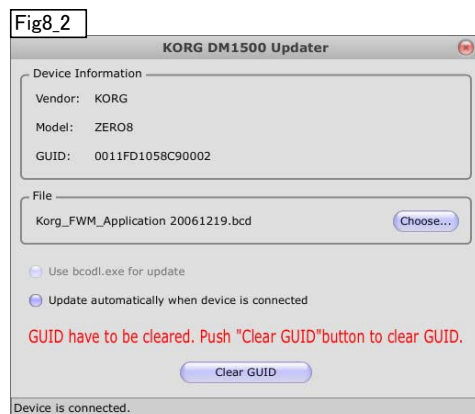 Fig8_2
KORG DM1500 Updater
Device Information
Vendor: KORG
Model: ZERO8
GUID: 0011FD1058C90002
File
Korg_FWM_Application 20061219.bcd
Choose...
Use bcodl.exe for update
Update automatically when device is connected
GUID have to be cleared. Push "Clear GUID"button to clear GUID.
Clear GUID
Device is connected.